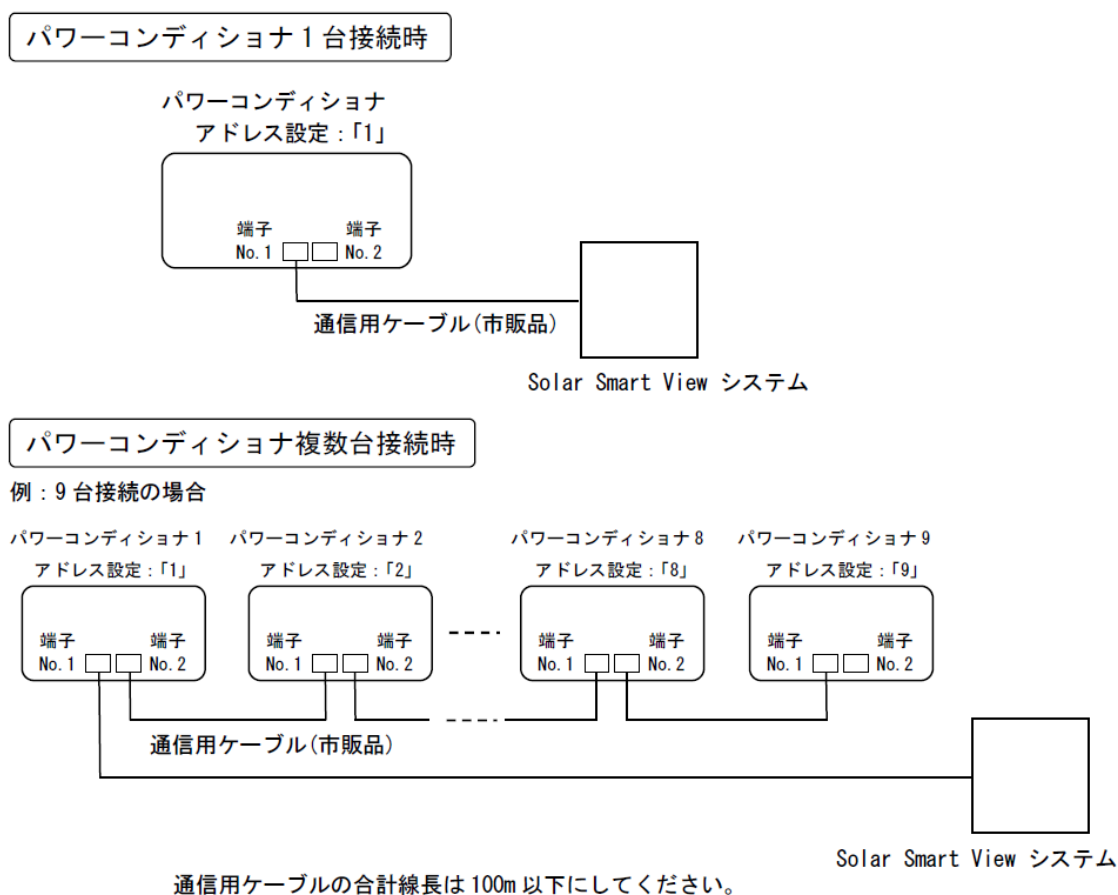 パワーコンディショナ1台接続時
パワーコンディショナ
アドレス設定：「1」
端子 端子
No.1 No.2
通信用ケーブル(市販品)
Solar Smart View システム
パワーコンディショナ複数台接続時
例：9台接続の場合
パワーコンディショナ1 パワーコンディショナ2 パワーコンディショナ8 パワーコンディショナ9
アドレス設定：「1」 アドレス設定：「2」 アドレス設定：「8」 アドレス設定：「9」
端子 端子 端子 端子 端子 端子 端子 端子
No.1 No.2 No.1 No.2 No.1 No.2 No.1 No.2
通信用ケーブル(市販品)
Solar Smart View システム
通信用ケーブルの合計線長は100m以下にしてください。